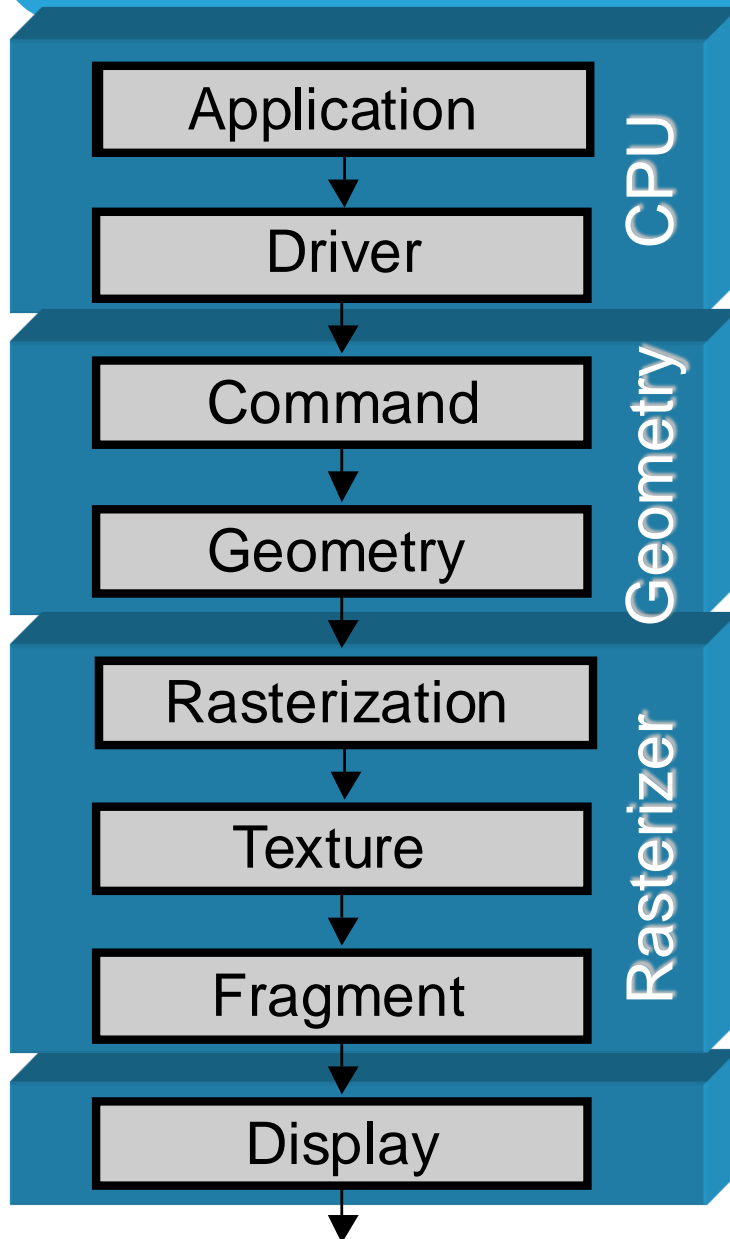 Application
Driver
CPU
Command
Geometry
Geometry
Rasterization
Texture
Fragment
Rasterizer
Display